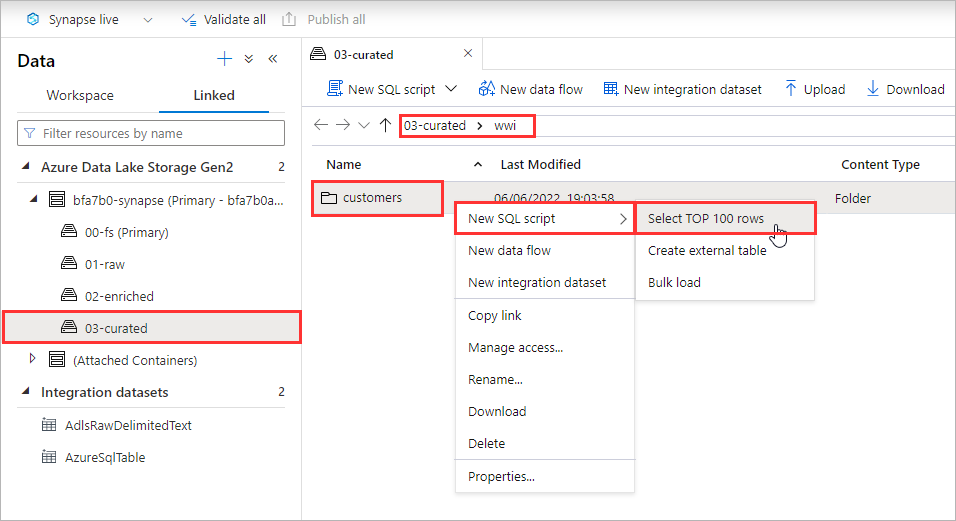 Synapse live
Validate all
Publish all
Data
Workspace
Linked
Filter resources by name
Azure Data Lake Storage Gen2 2
bfa7b0-synapse (Primary - bfa7b0a...
00-fs (Primary)
01-raw
02-enriched
03-curated
(Attached Containers)
Integration datasets 2
AdlsRawDelimitedText
AzureSqlTable
03-curated
New SQL script
New data flow
New integration dataset
Upload
Download
03-curated > wwi
Name
Last Modified
Content Type
customers
06/06/2022, 19:03:58
Folder
New SQL script
New data flow
New integration dataset
Copy link
Manage access...
Rename...
Download
Delete
Properties...
Select TOP 100 rows
Create external table
Bulk load